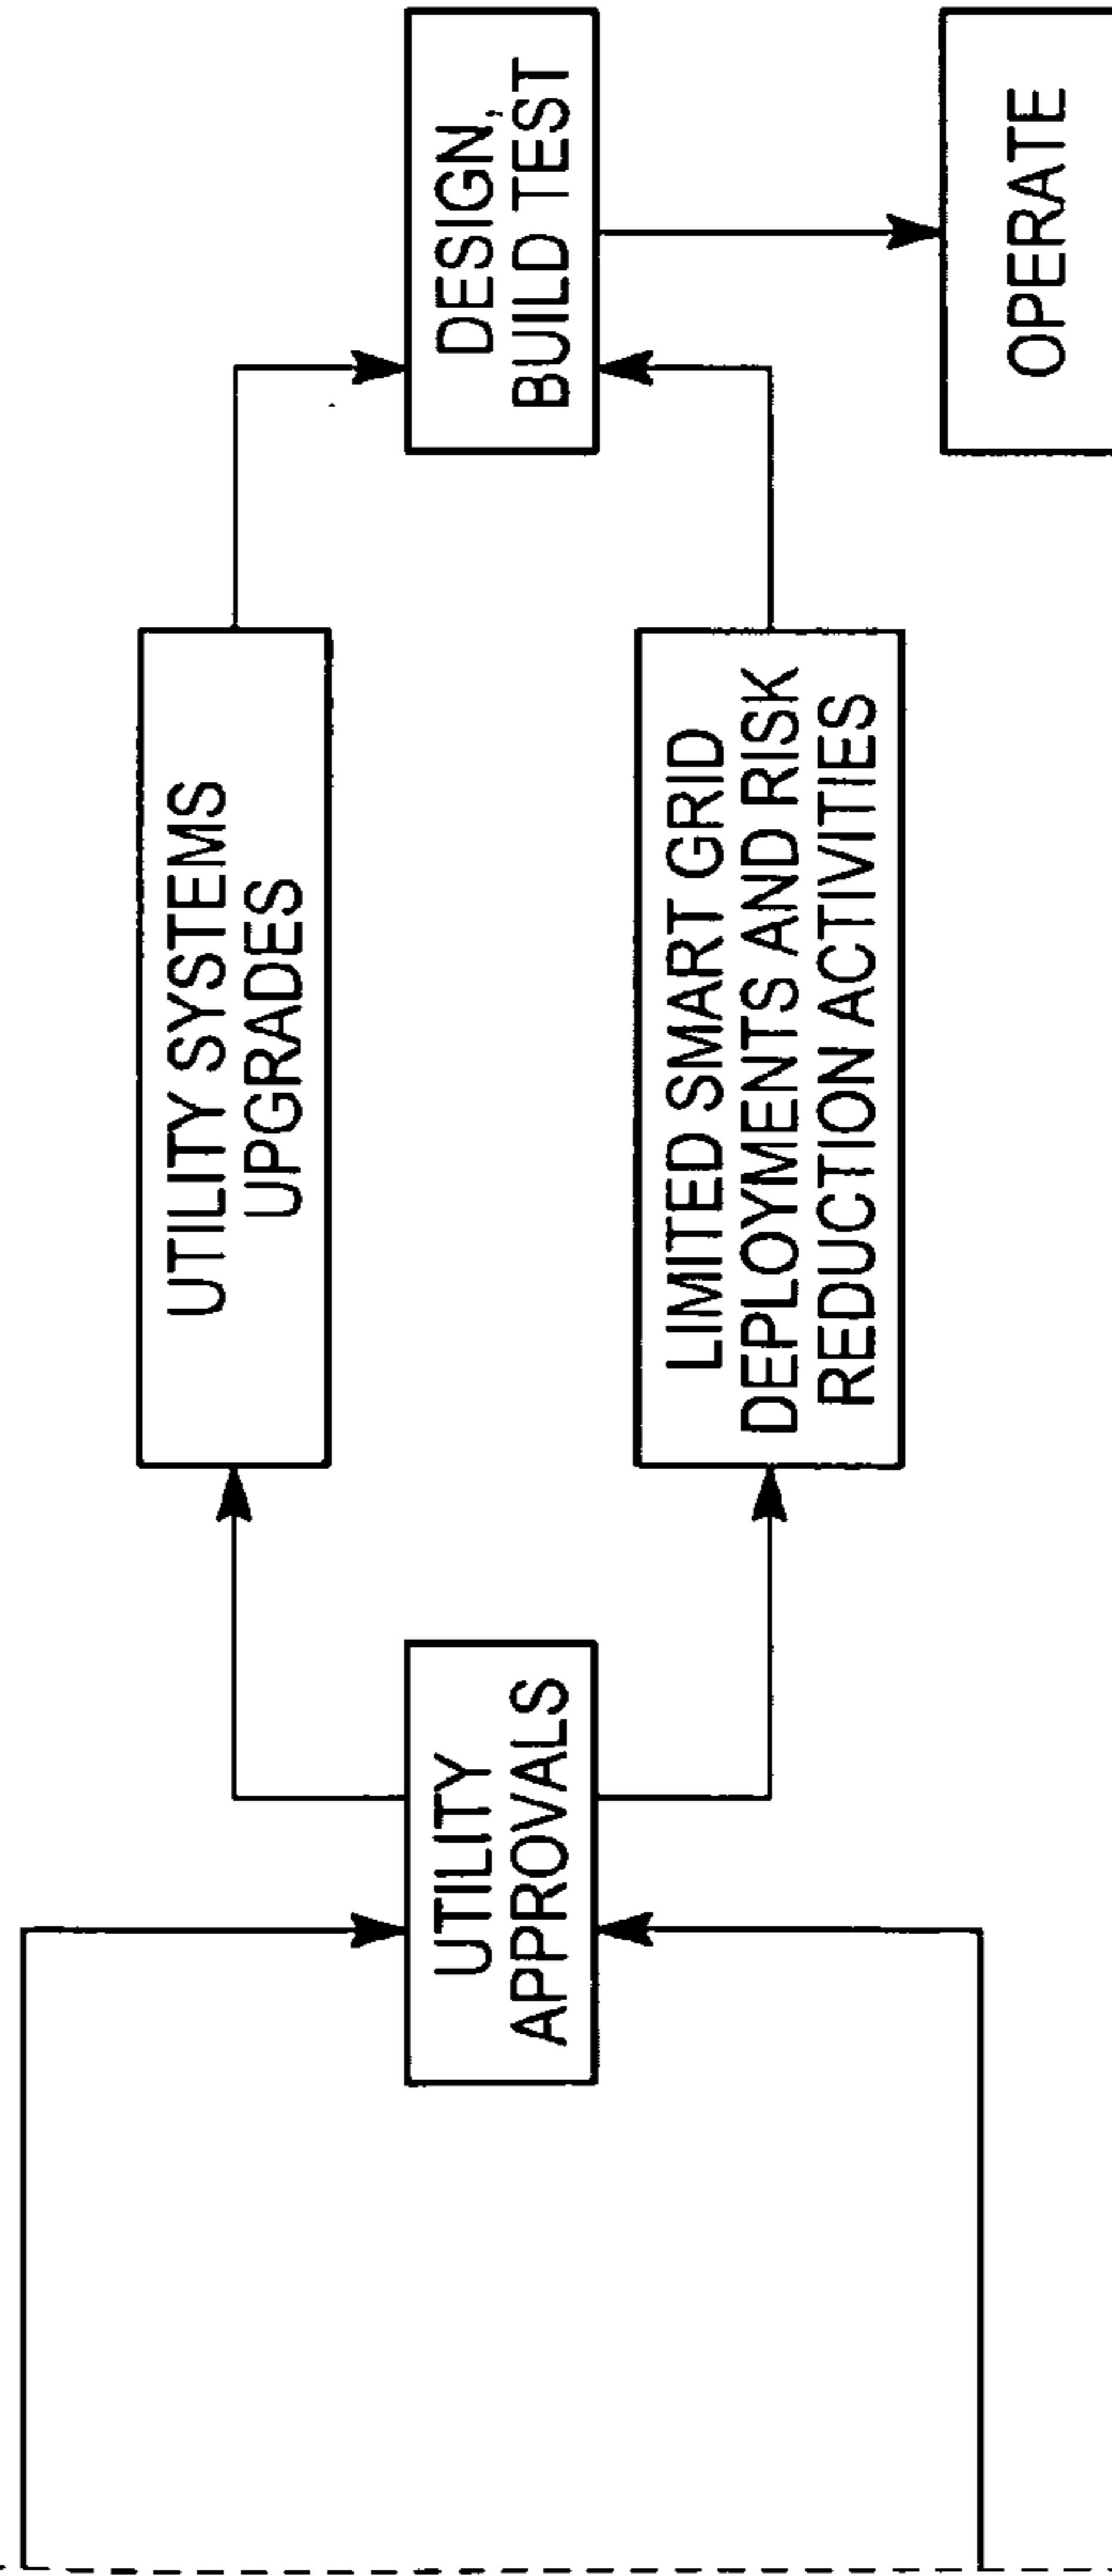 UTILITY
APPROVALS
UTILITY SYSTEMS
UPGRADES
LIMITED SMART GRID
DEPLOYMENTS AND RISK
REDUCTION ACTIVITIES
DESIGN,
BUILD TEST
OPERATE